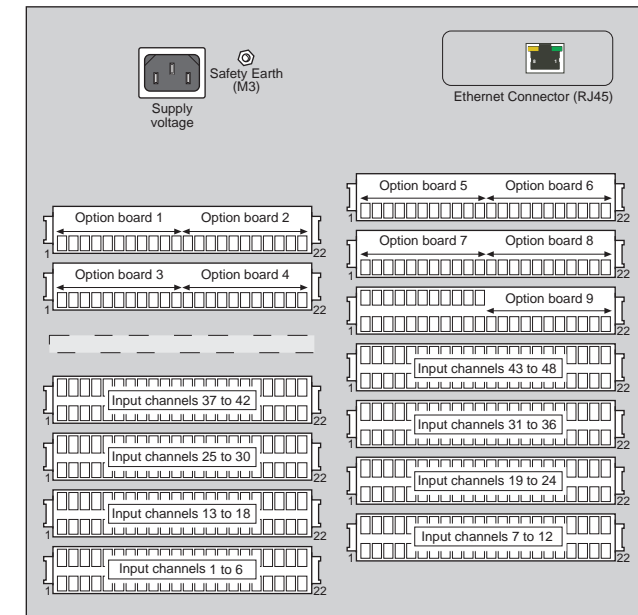 Safety Earth
(M3)
Supply
voltage
Ethernet Connector (RJ45)
8 1
Option board 5 Option board 6
1 22
Option board 1 Option board 2
1 22
Option board 7 Option board 8
1 22
Option board 3 Option board 4
1 22
Option board 9
1 22
Input channels 43 to 48
1 22
Input channels 37 to 42
1 22
Input channels 31 to 36
1 22
Input channels 25 to 30
1 22
Input channels 19 to 24
1 22
Input channels 13 to 18
1 22
Input channels 7 to 12
1 22
Input channels 1 to 6
1 22